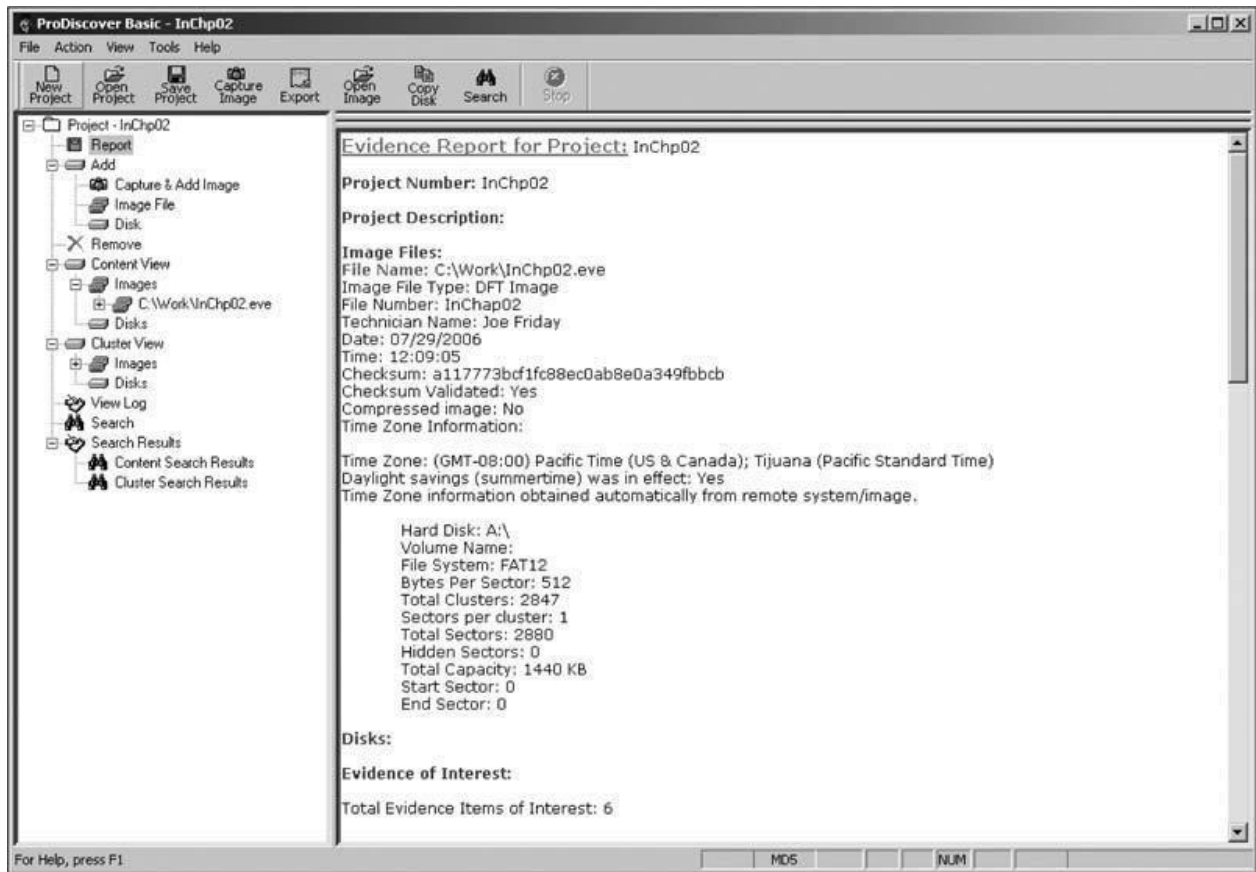 ProDiscover Basic - InChp02
File Action View Tools Help
New Project Open Project Save Project Capture Image Export Open Image Copy Disk Search Stop
Project - InChp02
Report
Add
Capture & Add Image
Image File
Disk
Remove
Content View
Images
C:\Work\InChp02.eve
Disks
Cluster View
Images
Disks
View Log
Search
Search Results
Content Search Results
Cluster Search Results
Evidence Report for Project: InChp02
Project Number: InChp02
Project Description:
Image Files:
File Name: C:\Work\InChp02.eve
Image File Type: DFT Image
File Number: InChap02
Technician Name: Joe Friday
Date: 07/29/2006
Time: 12:09:05
Checksum: a117773bcf1fc88ec0ab8e0a349fbbcb
Checksum Validated: Yes
Compressed image: No
Time Zone Information:
Time Zone: (GMT-08:00) Pacific Time (US & Canada); Tijuana (Pacific Standard Time)
Daylight savings (summertime) was in effect: Yes
Time Zone information obtained automatically from remote system/image.
Hard Disk: A:\
Volume Name:
File System: FAT12
Bytes Per Sector: 512
Total Clusters: 2847
Sectors per cluster: 1
Total Sectors: 2880
Hidden Sectors: 0
Total Capacity: 1440 KB
Start Sector: 0
End Sector: 0
Disks:
Evidence of Interest:
Total Evidence Items of Interest: 6
For Help, press F1
MD5
NUM